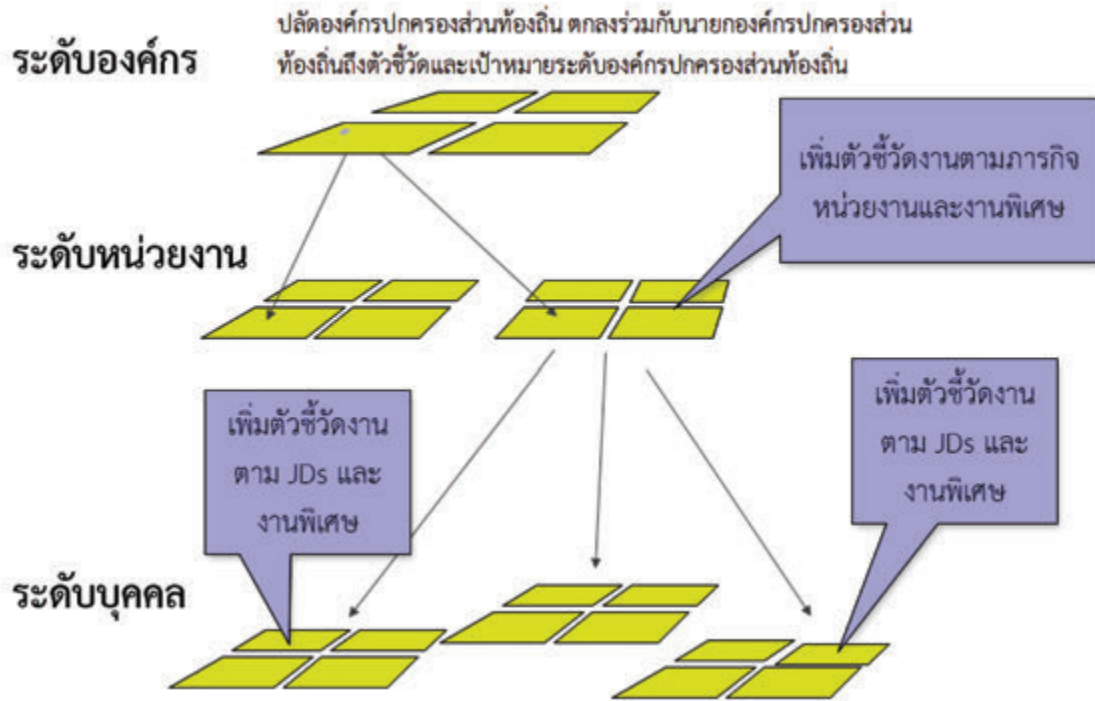 ปลัดองค์กรปกครองส่วนท้องถิ่น ตกลงร่วมกับนายกองค์กรปกครองส่วน
ท้องถิ่นถึงตัวชี้วัดและเป้าหมายระดับองค์กรปกครองส่วนท้องถิ่น
ระดับองค์กร
เพิ่มตัวชี้วัดงานตามภารกิจ
หน่วยงานและงานพิเศษ
ระดับหน่วยงาน
เพิ่มตัวชี้วัดงาน
ตาม JDs และ
งานพิเศษ
เพิ่มตัวชี้วัดงาน
ตาม JDs และ
งานพิเศษ
ระดับบุคคล